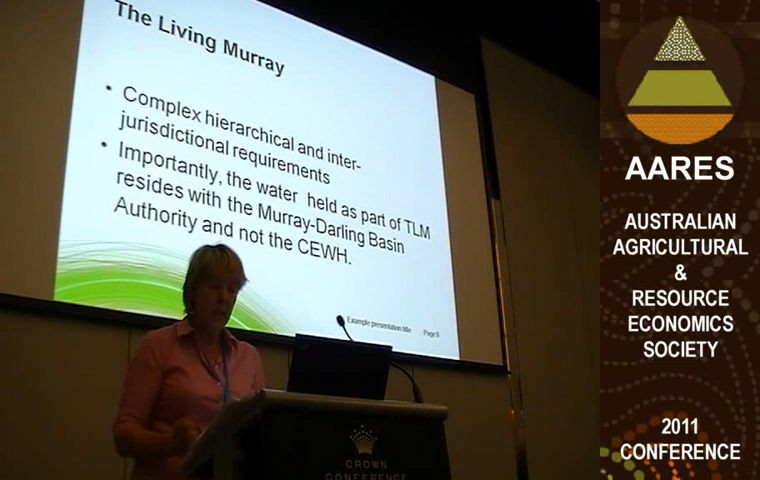 The Living Murray
• Complex hierarchical and inter-
jurisdictional requirements
• Importantly, the water held as part of TLM
resides with the Murray-Darling Basin
Authority and not the CEWH.
Example presentation title Page 9
CROWN
CONFERENCE
AARES
AUSTRALIAN
AGRICULTURAL
&
RESOURCE
ECONOMICS
SOCIETY
2011
CONFERENCE